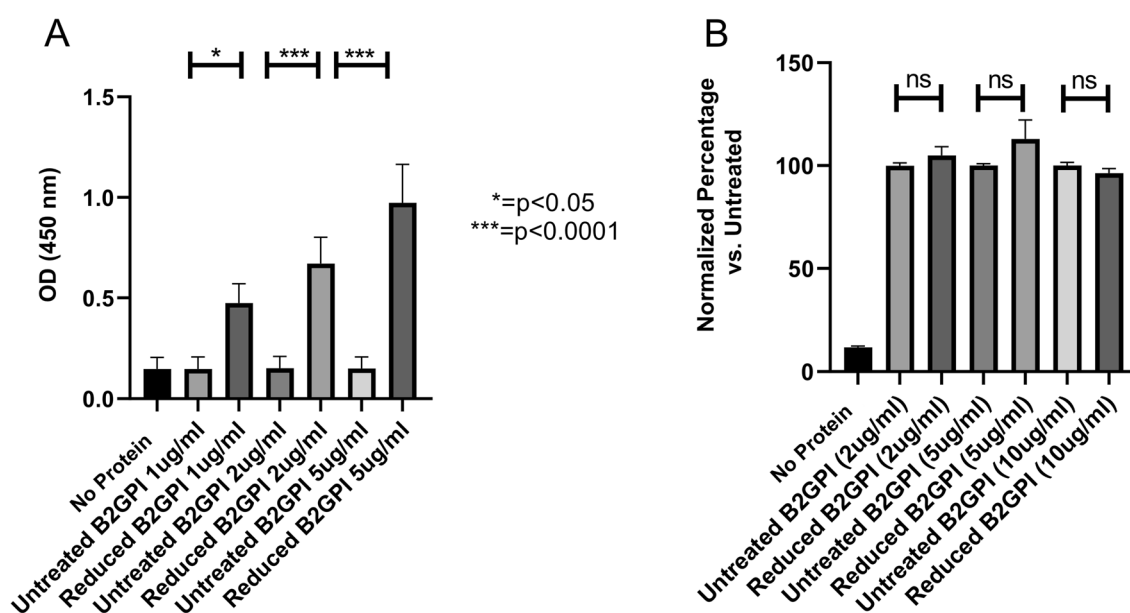 A
* *** ***
1.5
1.0
0.5
0.0
OD (450 nm)
No Protein
Untreated B2GPI 1ug/ml
Reduced B2GPI 1ug/ml
Untreated B2GPI 2ug/ml
Reduced B2GPI 2ug/ml
Untreated B2GPI 5ug/ml
Reduced B2GPI 5ug/ml
*=p<0.05
***=p<0.0001
B
ns ns ns
150
100
50
0
Normalized Percentage
vs. Untreated
No Protein
Untreated B2GPI (2ug/ml)
Reduced B2GPI (2ug/ml)
Untreated B2GPI (5ug/ml)
Reduced B2GPI (5ug/ml)
Untreated B2GPI (10ug/ml)
Reduced B2GPI (10ug/ml)